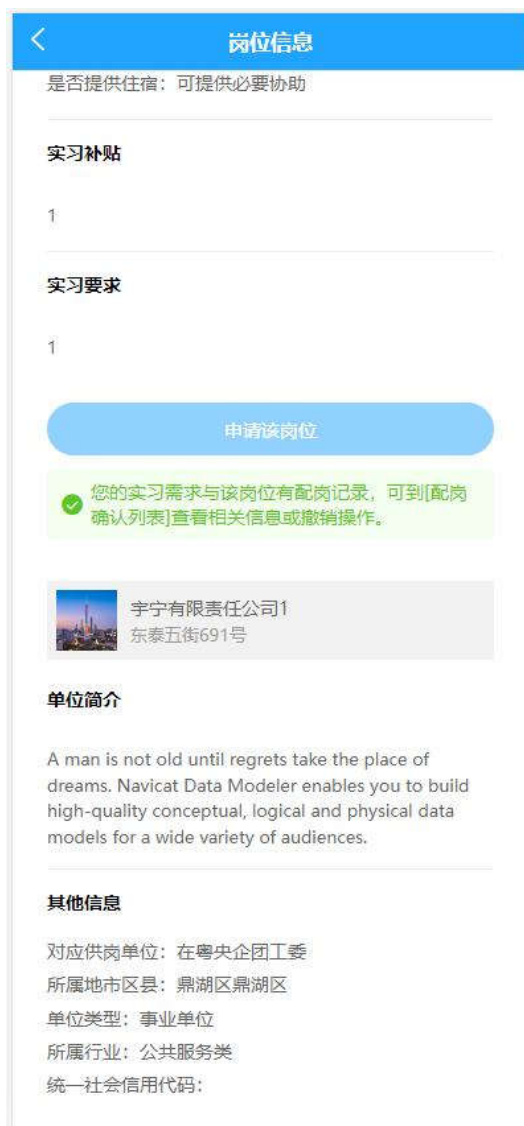 岗位信息
是否提供住宿：可提供必要协助
实习补贴
1
实习要求
1
申请该岗位
您的实习需求与该岗位有配岗记录，可到[配岗
确认列表]查看相关信息或撤销操作。
宇宁有限责任公司1
东泰五街691号
单位简介
A man is not old until regrets take the place of
dreams. Navicat Data Modeler enables you to build
high-quality conceptual, logical and physical data
models for a wide variety of audiences.
其他信息
对应供岗单位：在粤央企团工委
所属地市区县：鼎湖区鼎湖区
单位类型：事业单位
所属行业：公共服务类
统一社会信用代码：